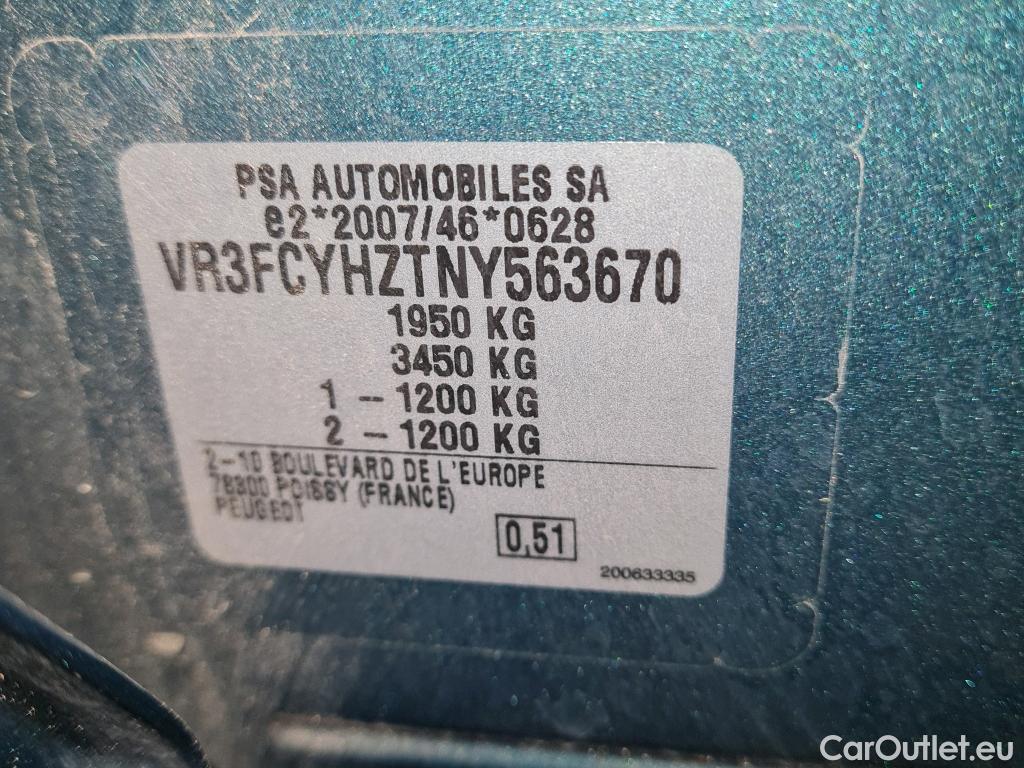 PSA AUTOMOBILES SA
e2*2007/46*0628
VR3FCYHZTNY563670
1950 KG
3450 KG
1 – 1200 KG
2 – 1200 KG
2–10 BOULEVARD DE L'EUROPE
78300 POISSY (FRANCE)
PEUGEOT
0,51
200633335
CarOutlet.eu